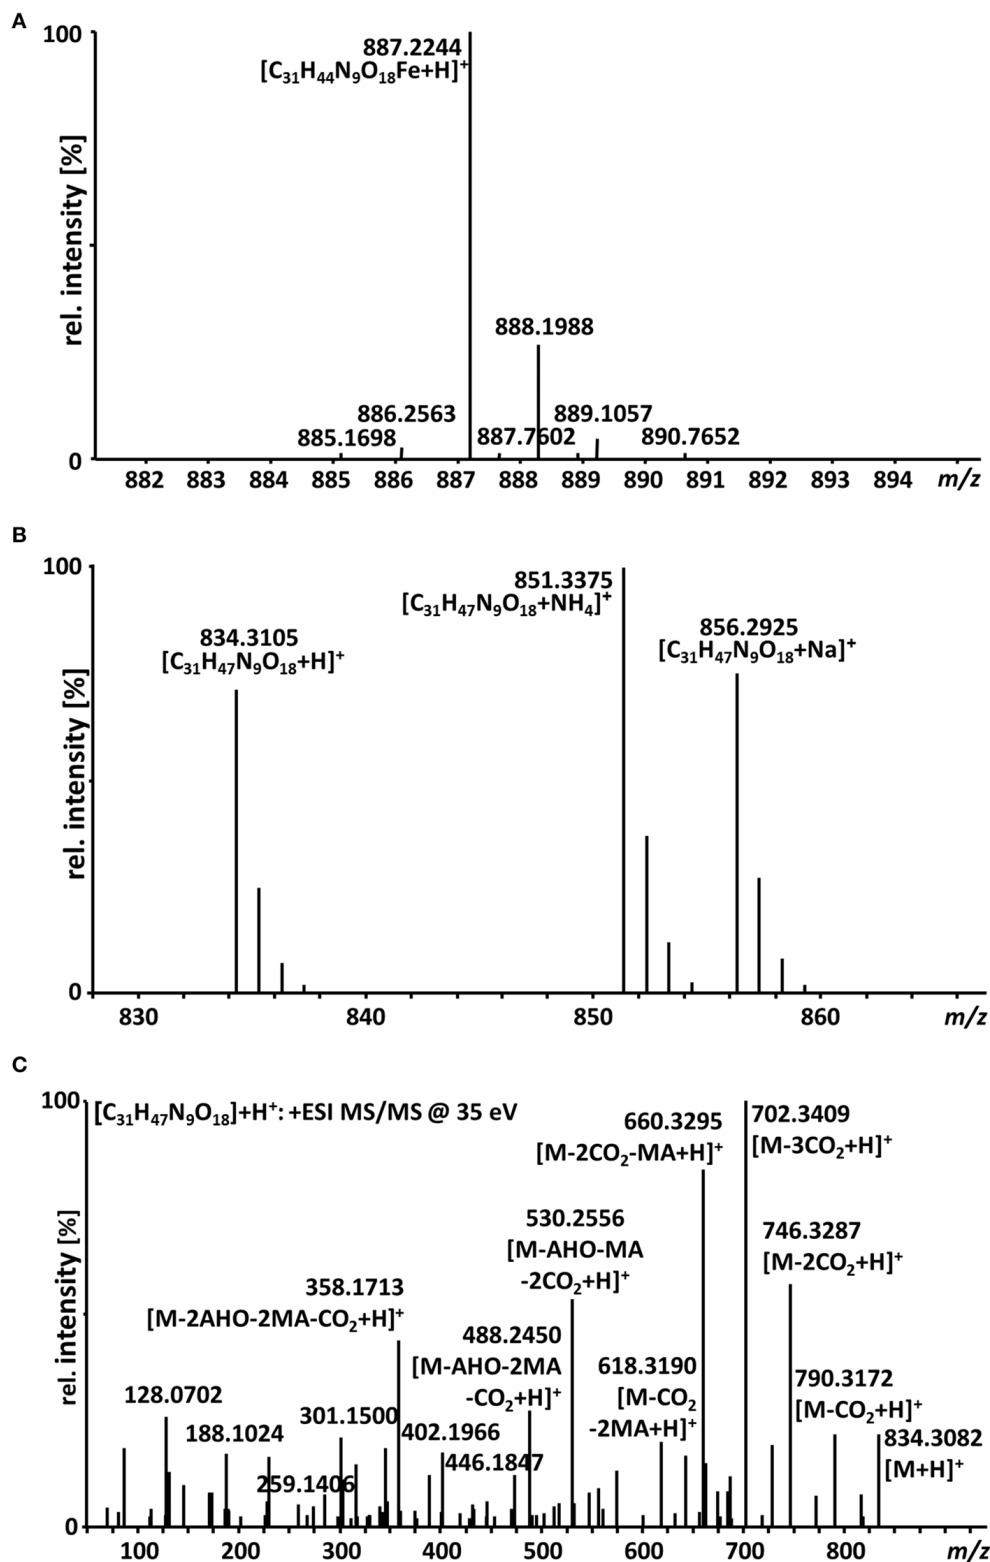 A
100
887.2244
[C₃₁H₄₄N₉O₁₈Fe+H]⁺
rel. intensity [%]
888.1988
886.2563
889.1057
885.1698
887.7602
890.7652
0
882 883 884 885 886 887 888 889 890 891 892 893 894 m/z
B
100
851.3375
[C₃₁H₄₇N₉O₁₈+NH₄]⁺
856.2925
[C₃₁H₄₇N₉O₁₈+Na]⁺
834.3105
[C₃₁H₄₇N₉O₁₈+H]⁺
rel. intensity [%]
0
830 840 850 860 m/z
C
100
[C₃₁H₄₇N₉O₁₈]+H⁺: +ESI MS/MS @ 35 eV
660.3295
[M-2CO₂-MA+H]⁺
702.3409
[M-3CO₂+H]⁺
530.2556
[M-AHO-MA
-2CO₂+H]⁺
746.3287
[M-2CO₂+H]⁺
358.1713
[M-2AHO-2MA-CO₂+H]⁺
488.2450
[M-AHO-2MA
-CO₂+H]⁺
618.3190
[M-CO₂
-2MA+H]⁺
790.3172
[M-CO₂+H]⁺
834.3082
[M+H]⁺
rel. intensity [%]
128.0702
188.1024
301.1500
402.1966
446.1847
259.1406
0
100 200 300 400 500 600 700 800 m/z